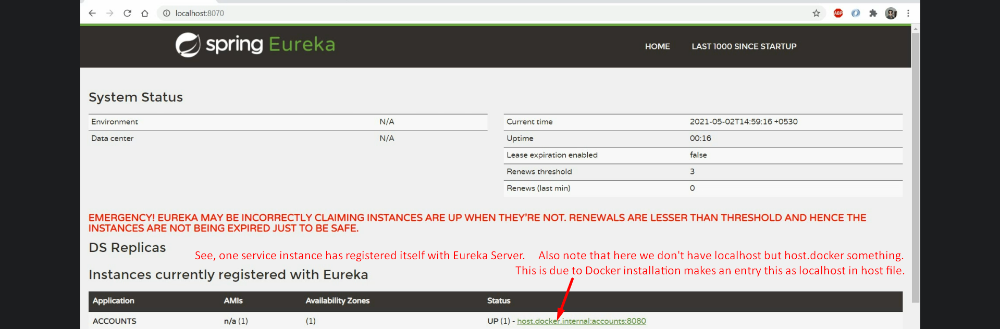 localhost:8070
ABP
spring Eureka
HOME LAST 1000 SINCE STARTUP
System Status
Environment N/A
Data center N/A
Current time 2021-05-02T14:59:16 +0530
Uptime 00:16
Lease expiration enabled false
Renews threshold 3
Renews (last min) 0
EMERGENCY! EUREKA MAY BE INCORRECTLY CLAIMING INSTANCES ARE UP WHEN THEY'RE NOT. RENEWALS ARE LESSER THAN THRESHOLD AND HENCE THE
INSTANCES ARE NOT BEING EXPIRED JUST TO BE SAFE.
DS Replicas
See, one service instance has registered itself with Eureka Server.
Also note that here we don't have localhost but host.docker something.
This is due to Docker installation makes an entry this as localhost in host file.
Instances currently registered with Eureka
Application AMIs Availability Zones Status
ACCOUNTS n/a (1) (1) UP (1) - host.docker.internal:accounts:8080